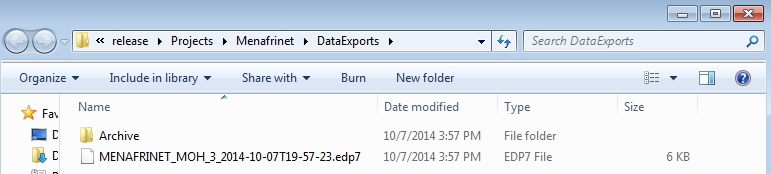 « release ▸ Projects ▸ Menafrinet ▸ DataExports ▸ Search DataExports
Organize Include in library Share with Burn New folder
Name Date modified Type Size
Fav
Archive 10/7/2014 3:57 PM File folder
D
MENAFRINET_MOH_3_2014-10-07T19-57-23.edp7 10/7/2014 3:57 PM EDP7 File 6 KB
D